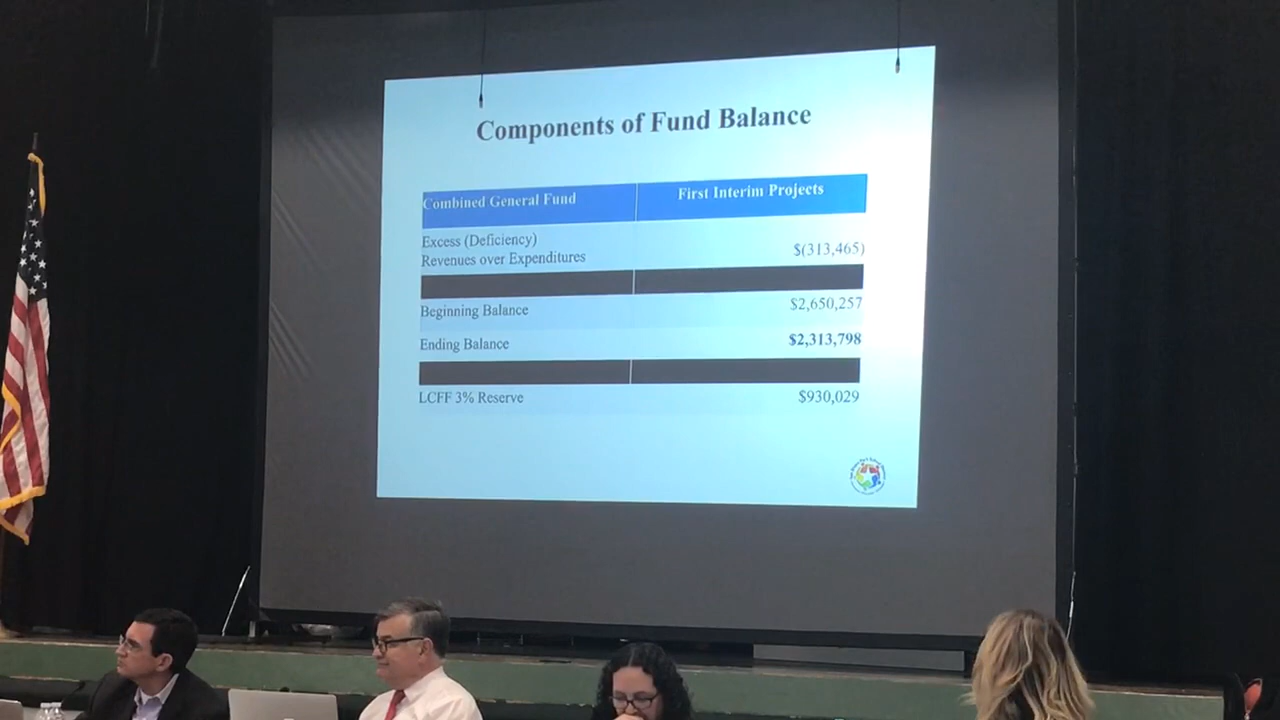 Components of Fund Balance
Combined General Fund
First Interim Projects
Excess (Deficiency)
Revenues over Expenditures
$(313,465)
Beginning Balance
$2,650,257
Ending Balance
$2,313,798
LCFF 3% Reserve
$930,029